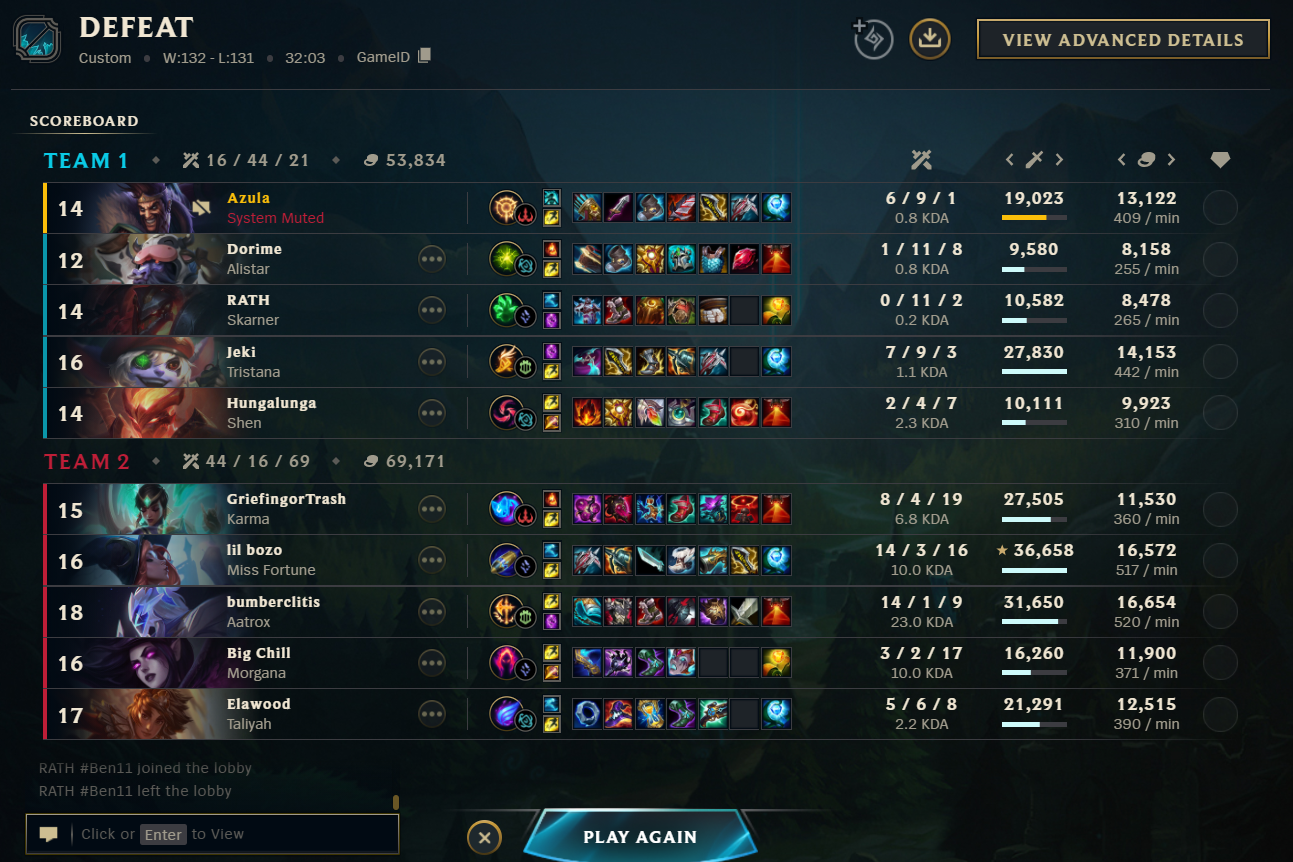 DEFEAT
Custom • W:132 - L:131 • 32:03 • GameID
VIEW ADVANCED DETAILS
SCOREBOARD
TEAM 1 16 / 44 / 21 53,834
14 Azula 6 / 9 / 1 19,023 13,122
System Muted 0.8 KDA 409 / min
12 Dorime 1 / 11 / 8 9,580 8,158
Alistar 0.8 KDA 255 / min
14 RATH 0 / 11 / 2 10,582 8,478
Skarner 0.2 KDA 265 / min
16 Jeki 7 / 9 / 3 27,830 14,153
Tristana 1.1 KDA 442 / min
14 Hungalunga 2 / 4 / 7 10,111 9,923
Shen 2.3 KDA 310 / min
TEAM 2 44 / 16 / 69 69,171
15 GriefingorTrash 8 / 4 / 19 27,505 11,530
Karma 6.8 KDA 360 / min
16 lil bozo 14 / 3 / 16 36,658 16,572
Miss Fortune 10.0 KDA 517 / min
18 bumberclitis 14 / 1 / 9 31,650 16,654
Aatrox 23.0 KDA 520 / min
16 Big Chill 3 / 2 / 17 16,260 11,900
Morgana 10.0 KDA 371 / min
17 Elawood 5 / 6 / 8 21,291 12,515
Taliyah 2.2 KDA 390 / min
RATH #Ben11 joined the lobby
RATH #Ben11 left the lobby
Click or Enter to View
PLAY AGAIN